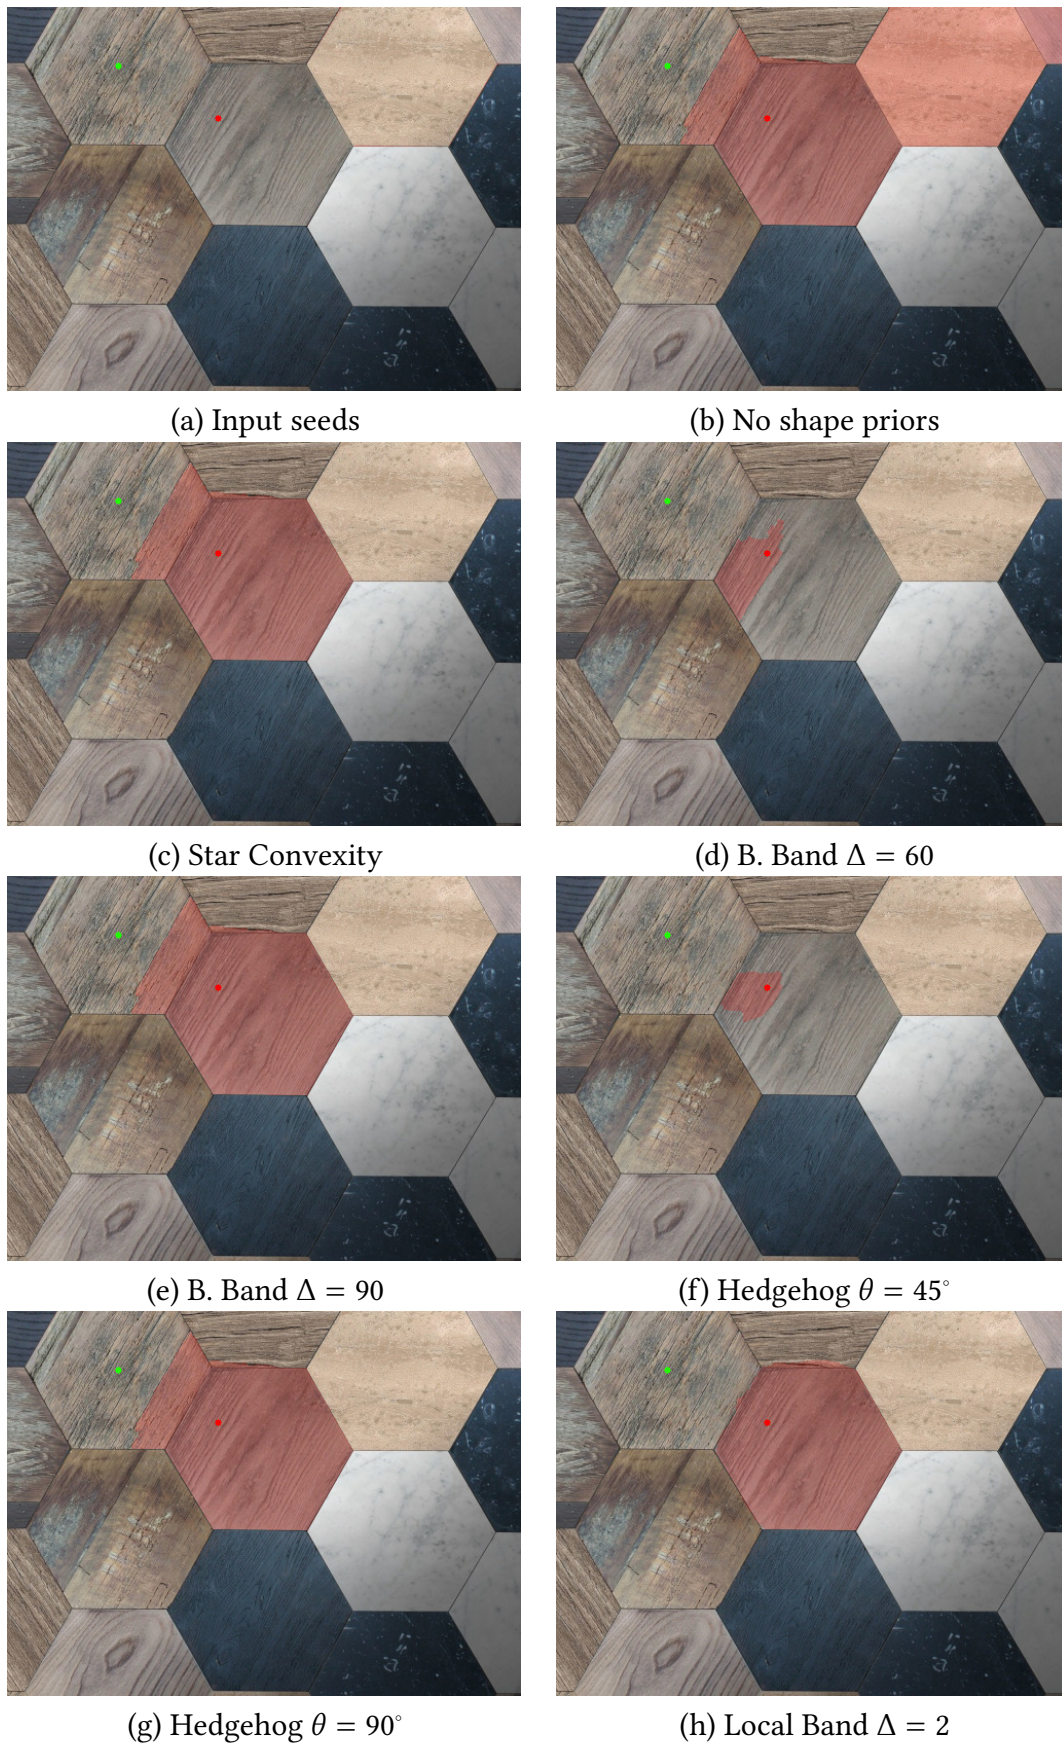 (a) Input seeds
(b) No shape priors
(c) Star Convexity
(d) B. Band Δ = 60
(e) B. Band Δ = 90
(f) Hedgehog θ = 45°
(g) Hedgehog θ = 90°
(h) Local Band Δ = 2